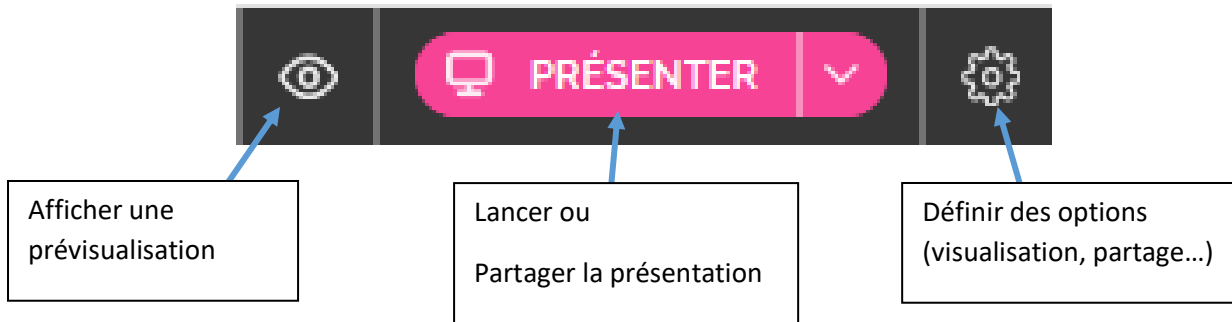 PRÉSENTER
Afficher une
prévisualisation
Lancer ou
Partager la présentation
Définir des options
(visualisation, partage…)